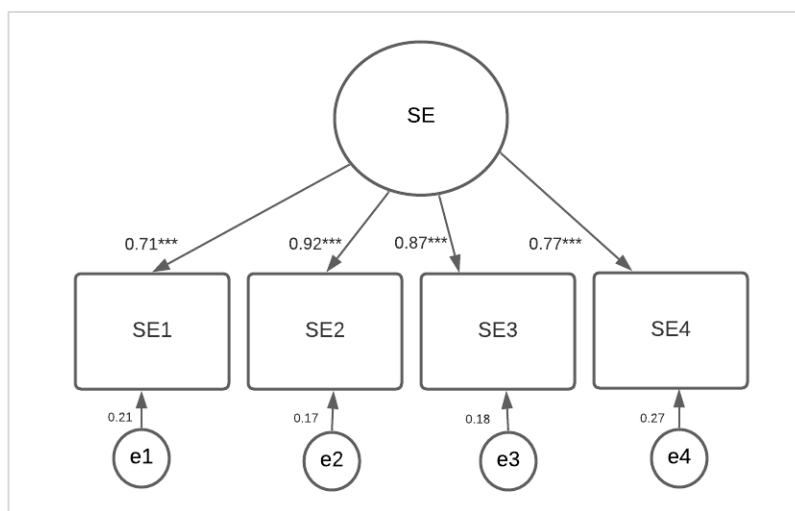 SE
0.71***
0.92***
0.87***
0.77***
SE1
SE2
SE3
SE4
0.21
0.17
0.18
0.27
e1
e2
e3
e4